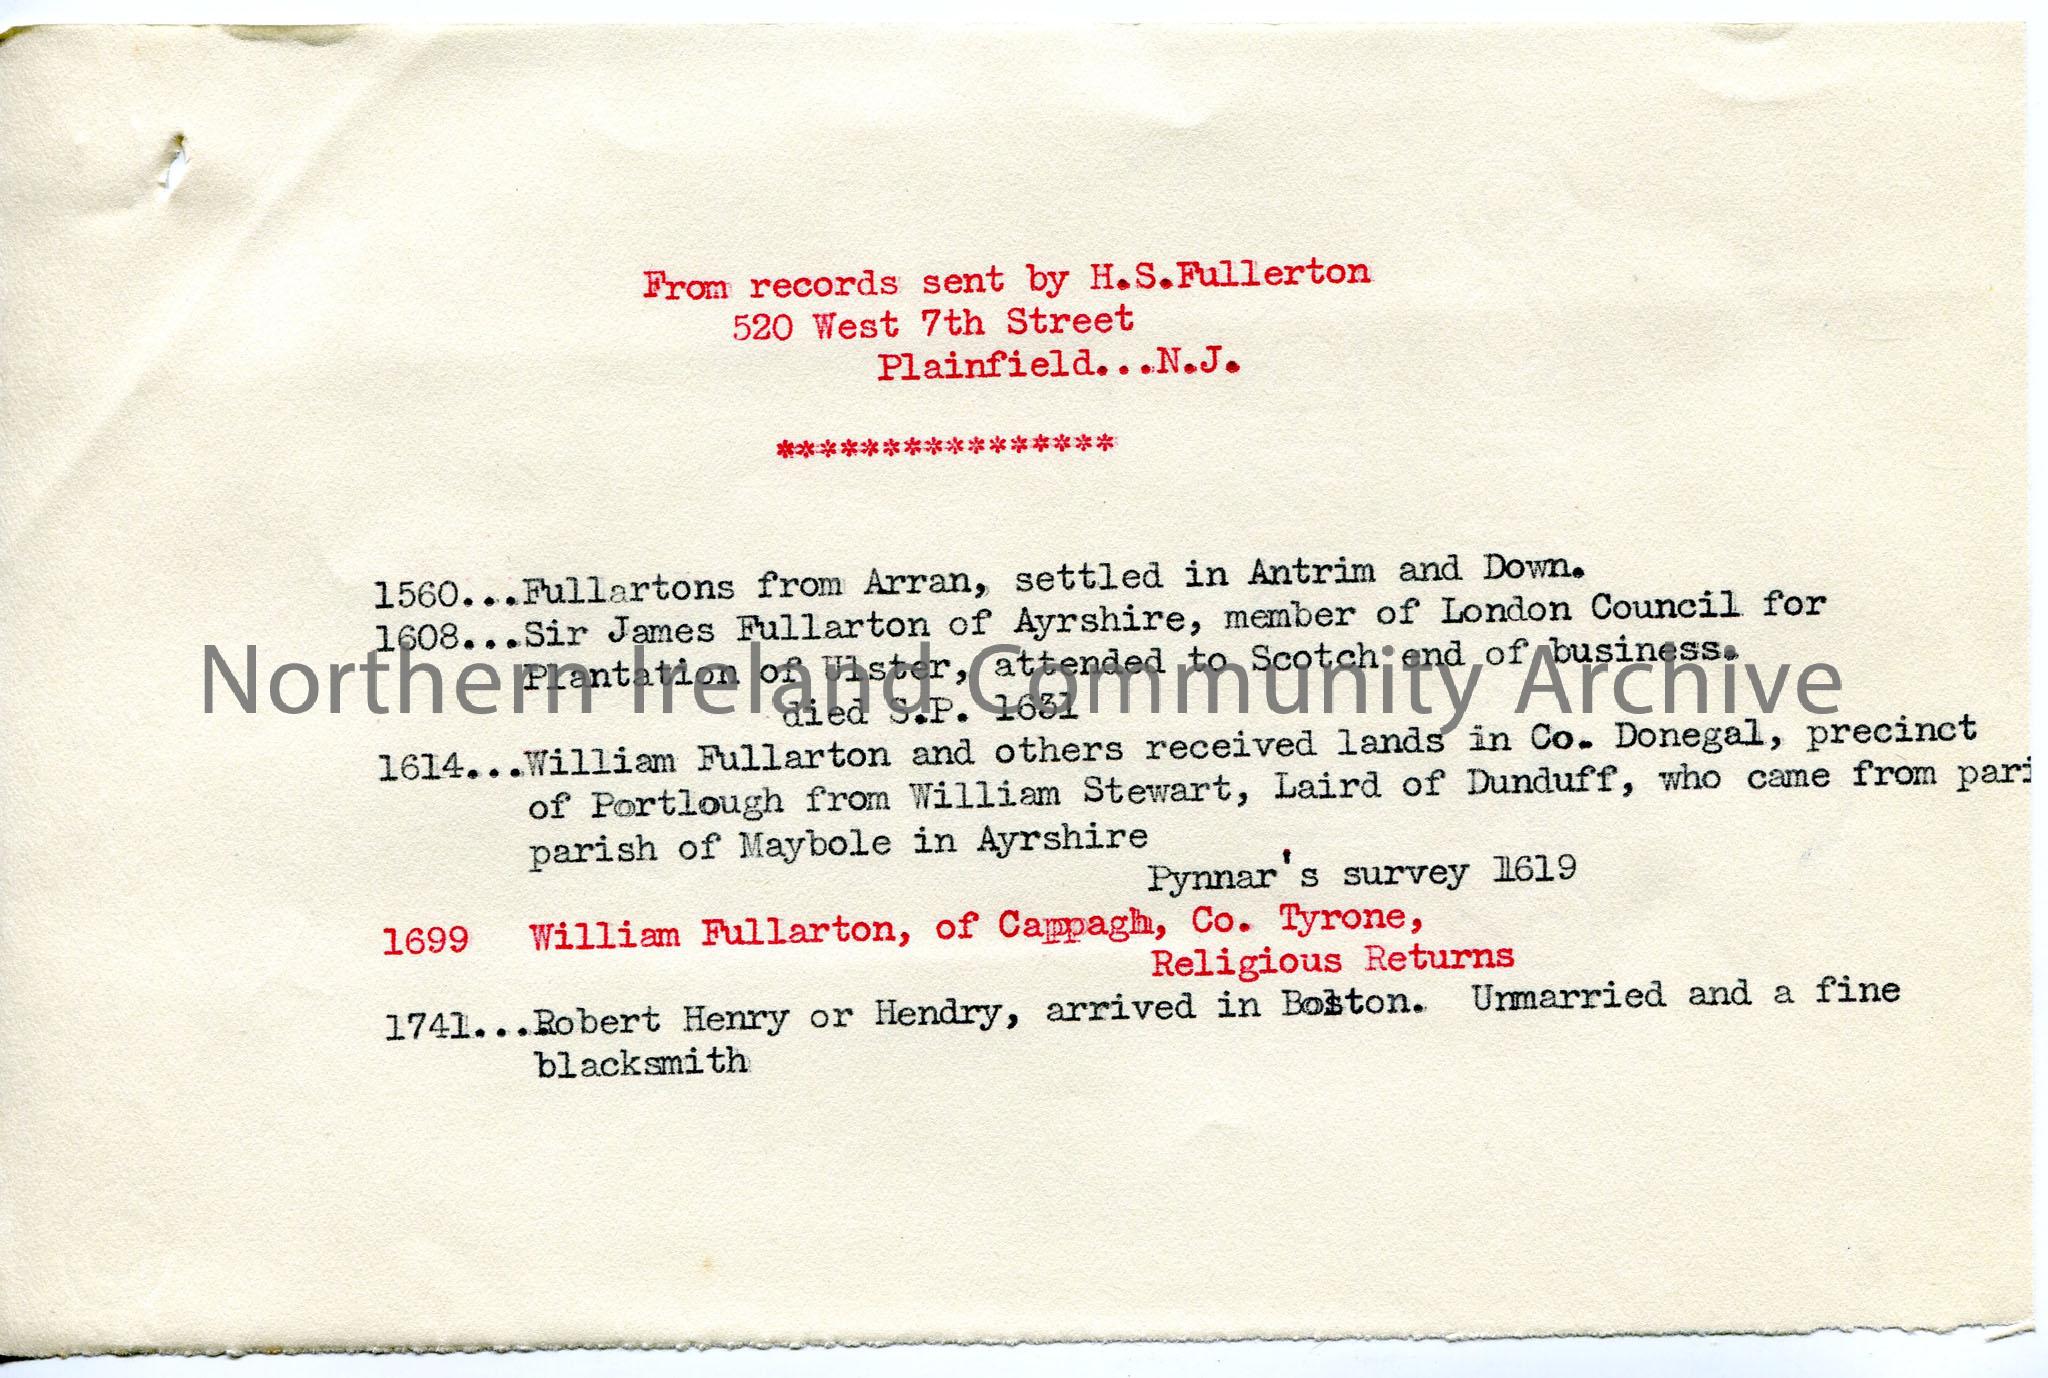 From records sent by H.S.Fullerton
520 West 7th Street
Plainfield...N.J.
****************
1560...Fullartons from Arran, settled in Antrim and Down.
1608...Sir James Fullarton of Ayrshire, member of London Council for
Plantation of Ulster, attended to Scotch end of business.
died S.P. 1631
1614...William Fullarton and others received lands in Co. Donegal, precinct
of Portlough from William Stewart, Laird of Dunduff, who came from pari
parish of Maybole in Ayrshire
Pynnar's survey 1619
1699 William Fullarton, of Cappagh, Co. Tyrone,
Religious Returns
1741...Robert Henry or Hendry, arrived in Boston. Unmarried and a fine
blacksmith
Northern Ireland Community Archive